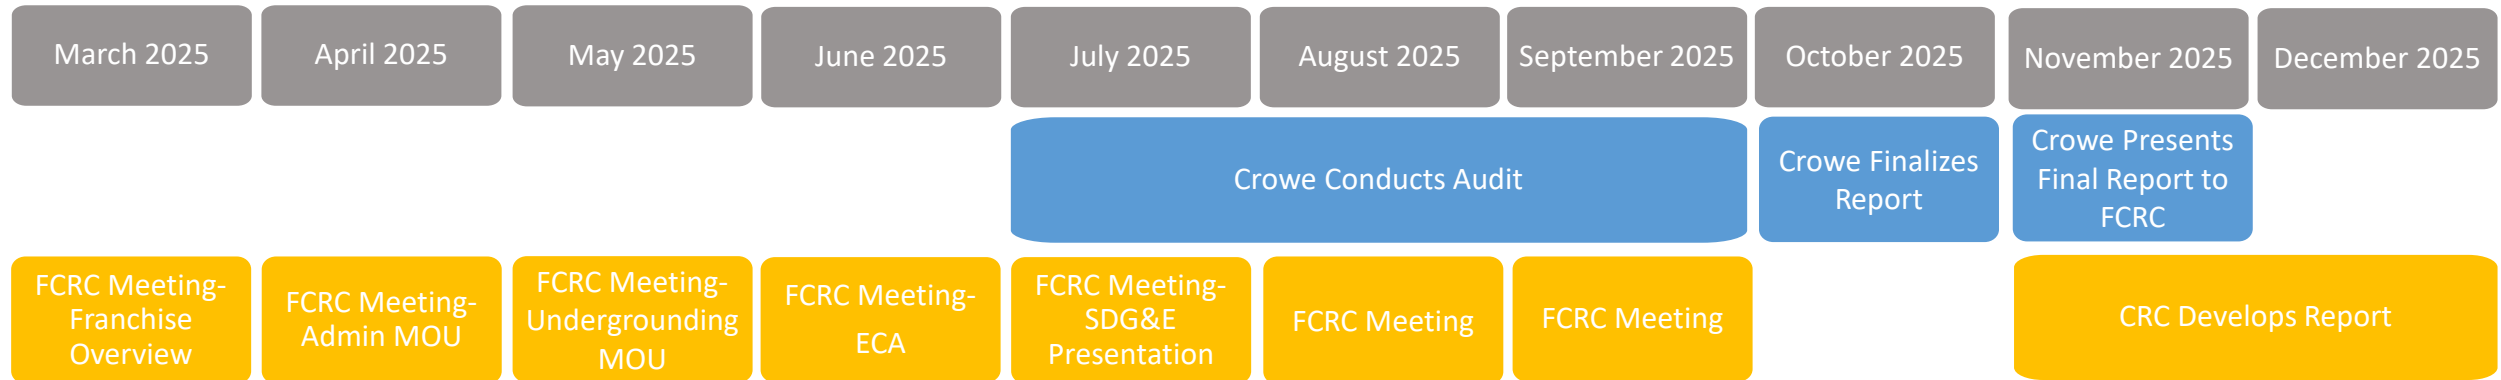 March 2025
April 2025
May 2025
June 2025
July 2025
August 2025
September 2025
October 2025
November 2025
December 2025
Crowe Conducts Audit
Crowe Finalizes
Report
Crowe Presents
Final Report to
FCRC
FCRC Meeting-
Franchise
Overview
FCRC Meeting-
Admin MOU
FCRC Meeting-
Undergrounding
MOU
FCRC Meeting-
ECA
FCRC Meeting-
SDG&E
Presentation
FCRC Meeting
FCRC Meeting
CRC Develops Report